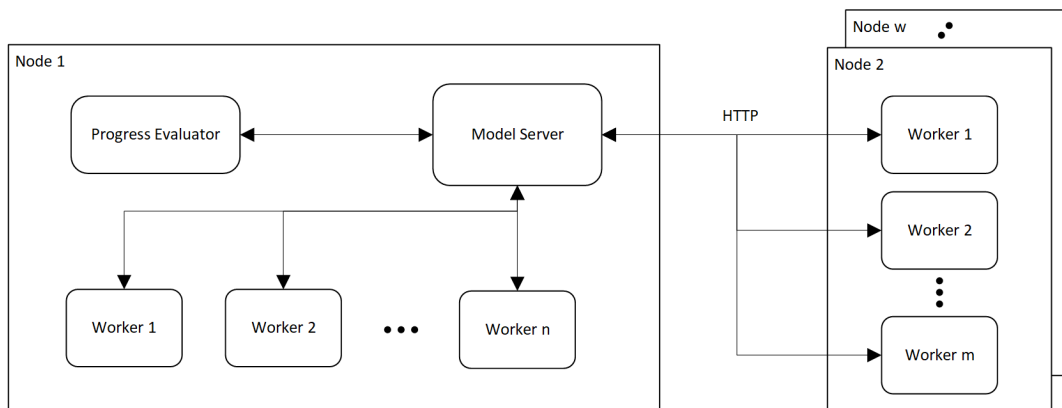 Node w
Node 1
Node 2
Progress Evaluator
Model Server
HTTP
Worker 1
Worker 2
Worker 1
Worker 2
Worker n
Worker m